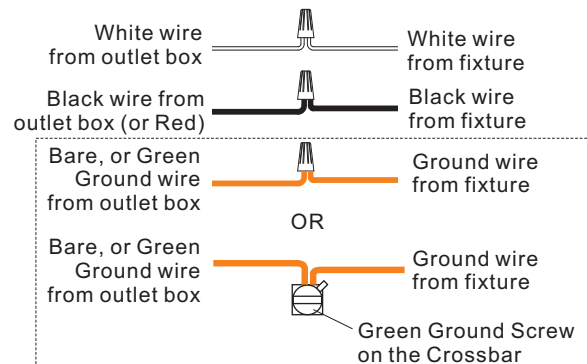 White wire
from outlet box
White wire
from fixture
Black wire from
outlet box (or Red)
Black wire
from fixture
Bare, or Green
Ground wire
from outlet box
Ground wire
from fixture
OR
Bare, or Green
Ground wire
from outlet box
Ground wire
from fixture
Green Ground Screw
on the Crossbar